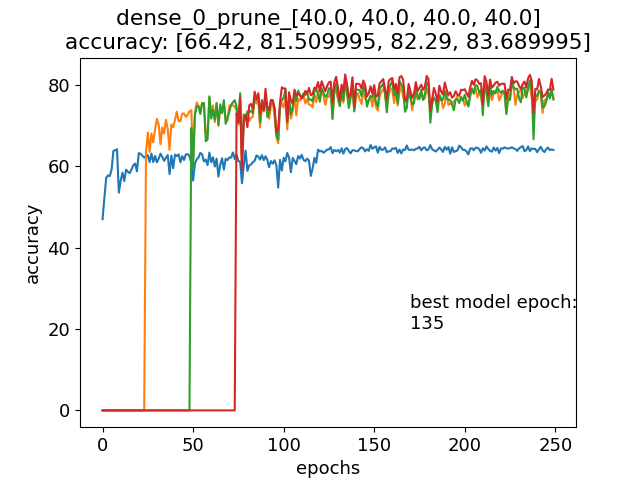 dense_0_prune_[40.0, 40.0, 40.0, 40.0]
accuracy: [66.42, 81.509995, 82.29, 83.689995]
80
60
40
20
0
accuracy
best model epoch:
135
0 50 100 150 200 250
epochs